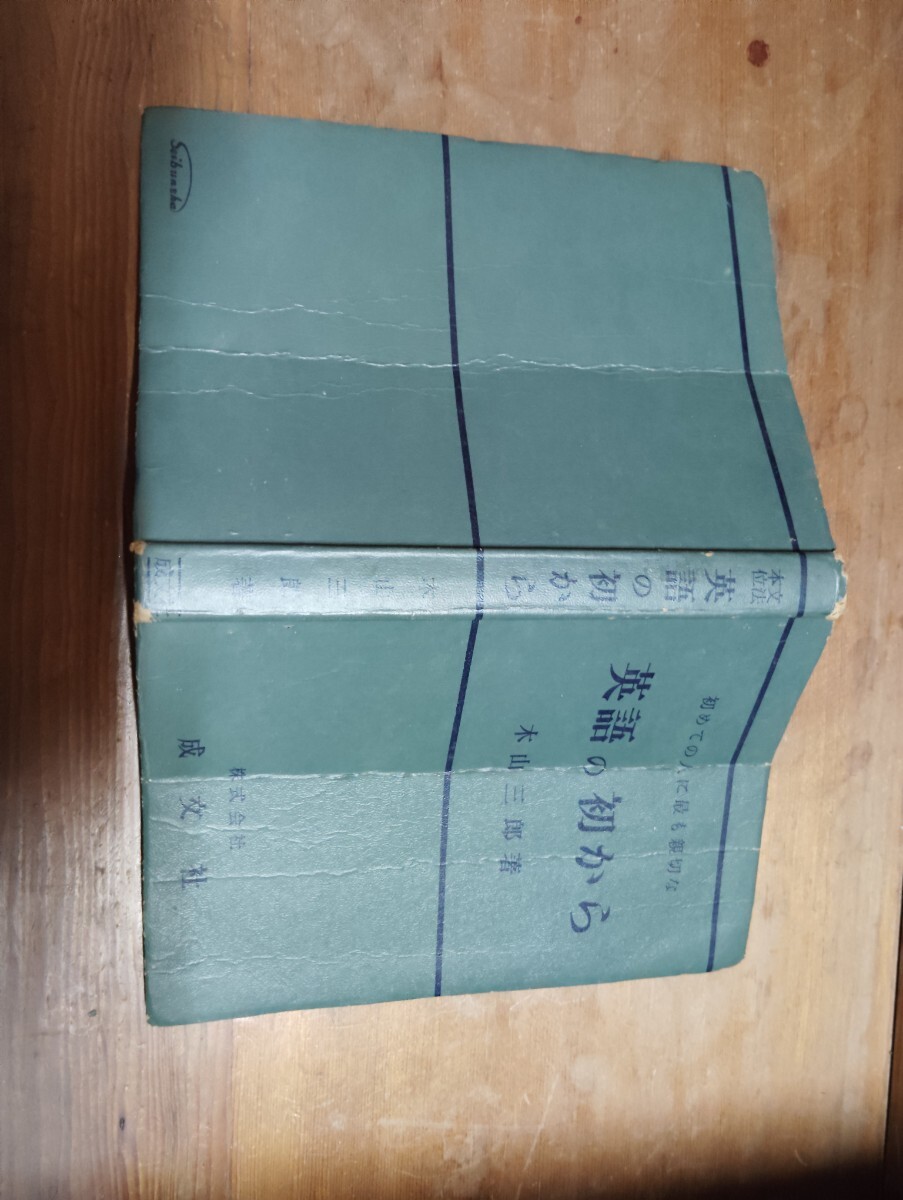 初めての人に最も親切な
英語の初から
木山三郎著
株式会社
成文社
文法
本位
英語の初から
木山三郎著
成
Seibunsha